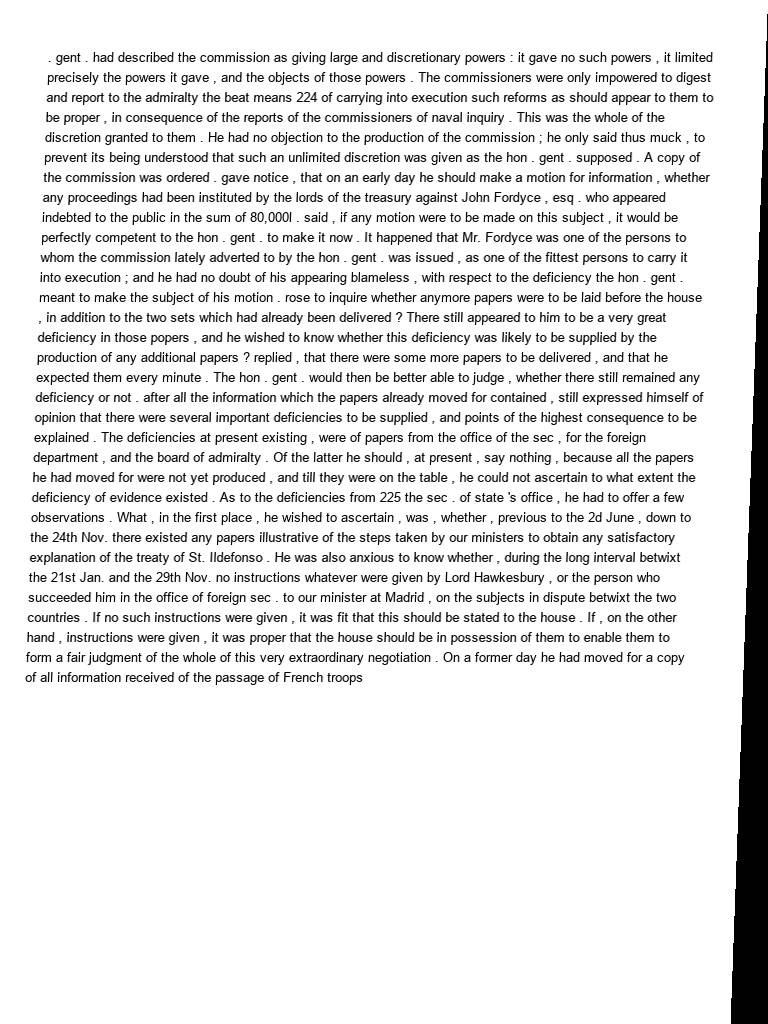 . gent . had described the commission as giving large and discretionary powers : it gave no such powers , it limited
precisely the powers it gave , and the objects of those powers . The commissioners were only impowered to digest
and report to the admiralty the beat means 224 of carrying into execution such reforms as should appear to them to
be proper , in consequence of the reports of the commissioners of naval inquiry . This was the whole of the
discretion granted to them . He had no objection to the production of the commission ; he only said thus muck , to
prevent its being understood that such an unlimited discretion was given as the hon . gent . supposed . A copy of
the commission was ordered . gave notice , that on an early day he should make a motion for information , whether
any proceedings had been instituted by the lords of the treasury against John Fordyce , esq . who appeared
indebted to the public in the sum of 80,000l . said , if any motion were to be made on this subject , it would be
perfectly competent to the hon . gent . to make it now . It happened that Mr. Fordyce was one of the persons to
whom the commission lately adverted to by the hon . gent . was issued , as one of the fittest persons to carry it
into execution ; and he had no doubt of his appearing blameless , with respect to the deficiency the hon . gent .
meant to make the subject of his motion . rose to inquire whether anymore papers were to be laid before the house
, in addition to the two sets which had already been delivered ? There still appeared to him to be a very great
deficiency in those popers , and he wished to know whether this deficiency was likely to be supplied by the
production of any additional papers ? replied , that there were some more papers to be delivered , and that he
expected them every minute . The hon . gent . would then be better able to judge , whether there still remained any
deficiency or not . after all the information which the papers already moved for contained , still expressed himself of
opinion that there were several important deficiencies to be supplied , and points of the highest consequence to be
explained . The deficiencies at present existing , were of papers from the office of the sec , for the foreign
department , and the board of admiralty . Of the latter he should , at present , say nothing , because all the papers
he had moved for were not yet produced , and till they were on the table , he could not ascertain to what extent the
deficiency of evidence existed . As to the deficiencies from 225 the sec . of state 's office , he had to offer a few
observations . What , in the first place , he wished to ascertain , was , whether , previous to the 2d June , down to
the 24th Nov. there existed any papers illustrative of the steps taken by our ministers to obtain any satisfactory
explanation of the treaty of St. Ildefonso . He was also anxious to know whether , during the long interval betwixt
the 21st Jan. and the 29th Nov. no instructions whatever were given by Lord Hawkesbury , or the person who
succeeded him in the office of foreign sec . to our minister at Madrid , on the subjects in dispute betwixt the two
countries . If no such instructions were given , it was fit that this should be stated to the house . If , on the other
hand , instructions were given , it was proper that the house should be in possession of them to enable them to
form a fair judgment of the whole of this very extraordinary negotiation . On a former day he had moved for a copy
of all information received of the passage of French troops